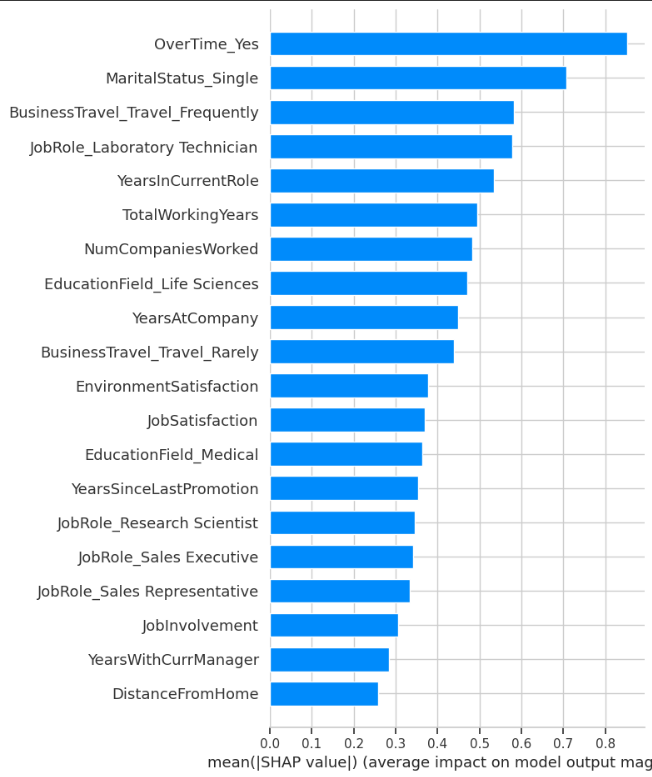 OverTime_Yes
MaritalStatus_Single
BusinessTravel_Travel_Frequently
JobRole_Laboratory Technician
YearsInCurrentRole
TotalWorkingYears
NumCompaniesWorked
EducationField_Life Sciences
YearsAtCompany
BusinessTravel_Travel_Rarely
EnvironmentSatisfaction
JobSatisfaction
EducationField_Medical
YearsSinceLastPromotion
JobRole_Research Scientist
JobRole_Sales Executive
JobRole_Sales Representative
JobInvolvement
YearsWithCurrManager
DistanceFromHome
0.0 0.1 0.2 0.3 0.4 0.5 0.6 0.7 0.8
mean(|SHAP value|) (average impact on model output mag